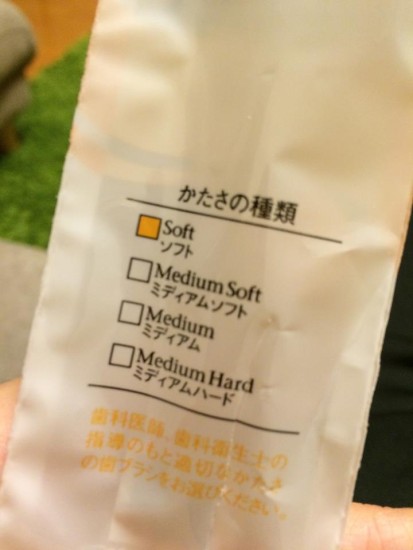 かたさの種類
Soft
ソフト
Medium Soft
ミディアムソフト
Medium
ミディアム
Medium Hard
ミディアムハード
歯科医師、歯科衛生士の
指導のもと適切なかたさ
の歯ブラシをお選びください。